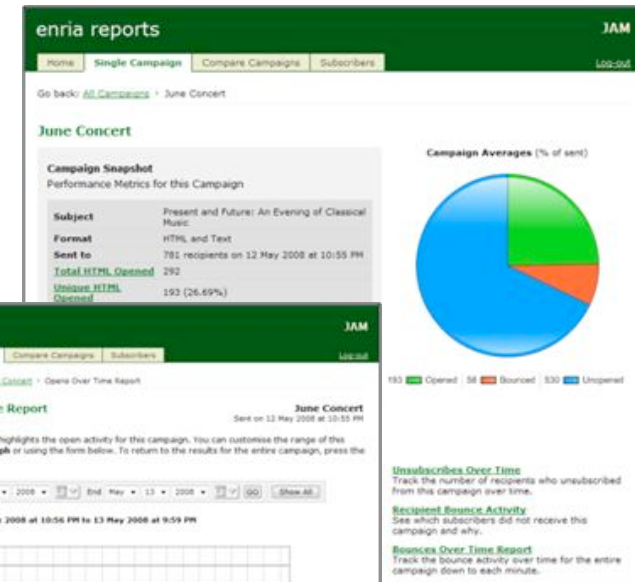 enria reports
JAM
Home Single Campaign Compare Campaigns Subscribers
Log-out
Go back: All Campaigns › June Concert
June Concert
Campaign Snapshot
Performance Metrics for this Campaign
Subject Present and Future: An Evening of Classical
Music
Format HTML and Text
Sent to 781 recipients on 12 May 2008 at 10:55 PM
Total HTML Opened 292
Unique HTML
Opened 193 (26.69%)
Campaign Averages (% of sent)
193 Opened 58 Bounced 530 Unopened
Unsubscribes Over Time
Track the number of recipients who unsubscribed
from this campaign over time.
Recipient Bounce Activity
See which subscribers did not receive this
campaign and why.
Bounces Over Time Report
Track the bounce activity over time for the entire
campaign down to each minute.
JAM
Compare Campaigns Subscribers
Log-out
Concert › Opens Over Time Report
Report
June Concert
Sent on 12 May 2008 at 10:55 PM
highlights the open activity for this campaign. You can customise the range of this
or using the form below. To return to the results for the entire campaign, press the
2008 End May 13 2008 GO Show All
2008 at 10:56 PM to 13 May 2008 at 9:59 PM